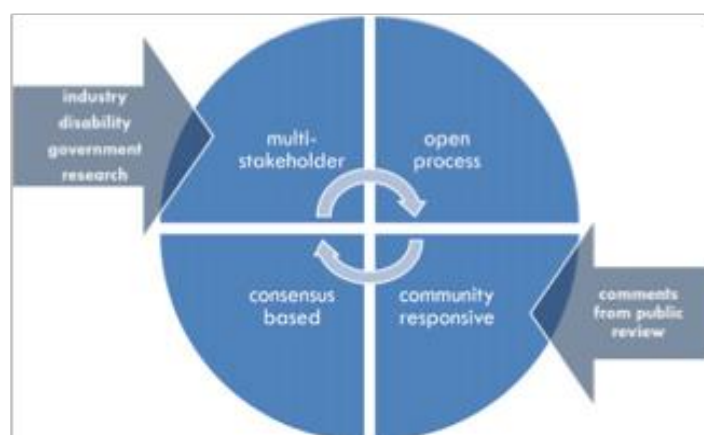 industry
disability
government
research
multi-
stakeholder
open
process
consensus
based
community
responsive
comments
from public
review